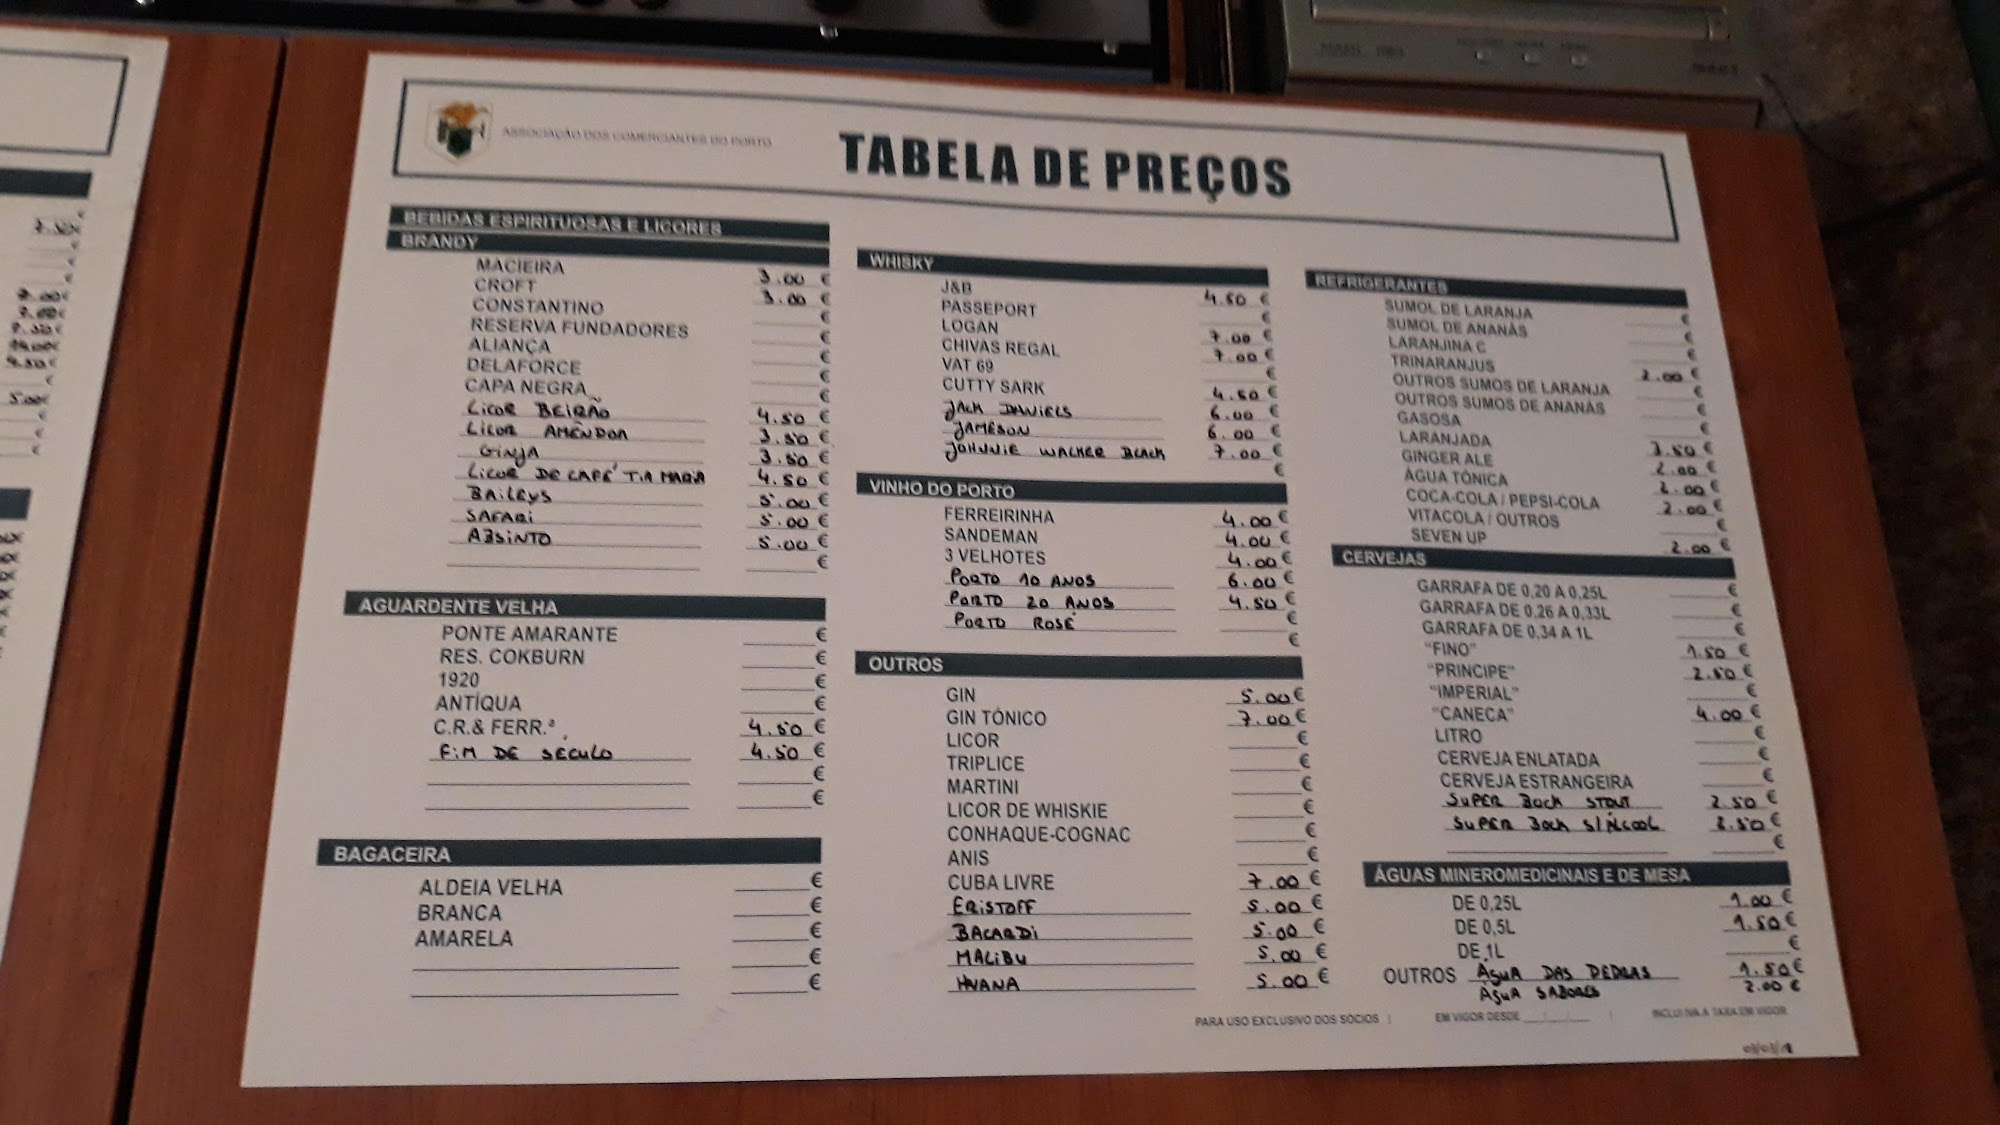 ASSOCIAÇÃO DOS COMERCIANTES DO PORTO
TABELA DE PREÇOS
BEBIDAS ESPIRITUOSAS E LICORES
BRANDY
MACIEIRA 3.00 €
CROFT 3.00 €
CONSTANTINO €
RESERVA FUNDADORES €
ALIANÇA €
DELAFORCE €
CAPA NEGRA €
LICOR BEIRÃO 4.50 €
LICOR AMÊNDOA 3.50 €
GINJA 3.50 €
LICOR DE CAFÉ TIA MARIA 4.50 €
BAILEYS 5.00 €
SAFARI 5.00 €
ABSINTO 5.00 €
€
AGUARDENTE VELHA
PONTE AMARANTE €
RES. COKBURN €
1920 €
ANTÍQUA €
C.R.& FERR.ª 4.50 €
FIM DE SECULO 4.50 €
€
€
BAGACEIRA
ALDEIA VELHA €
BRANCA €
AMARELA €
€
€
WHISKY
J&B 4.50 €
PASSEPORT €
LOGAN 7.00 €
CHIVAS REGAL 7.00 €
VAT 69 €
CUTTY SARK 4.50 €
JACK DANIELS 6.00 €
JAMESON 6.00 €
JOHNNIE WALKER BLACK 7.00 €
€
VINHO DO PORTO
FERREIRINHA 4.00 €
SANDEMAN 4.00 €
3 VELHOTES 4.00 €
PORTO 10 ANOS 6.00 €
PORTO 20 ANOS 4.50 €
PORTO ROSÉ €
€
OUTROS
GIN 5.00 €
GIN TÓNICO 7.00 €
LICOR €
TRIPLICE €
MARTINI €
LICOR DE WHISKIE €
CONHAQUE-COGNAC €
ANIS €
CUBA LIVRE 7.00 €
ERISTOFF 5.00 €
BACARDI 5.00 €
MALIBU 5.00 €
HVANA 5.00 €
REFRIGERANTES
SUMOL DE LARANJA €
SUMOL DE ANANÁS €
LARANJINA C €
TRINARANJUS 2.00 €
OUTROS SUMOS DE LARANJA €
OUTROS SUMOS DE ANANÁS €
GASOSA €
LARANJADA 3.50 €
GINGER ALE 2.00 €
ÁGUA TÓNICA 2.00 €
COCA-COLA / PEPSI-COLA 2.00 €
VITACOLA / OUTROS €
SEVEN UP 2.00 €
CERVEJAS
GARRAFA DE 0,20 A 0,25L €
GARRAFA DE 0,26 A 0,33L €
GARRAFA DE 0,34 A 1L €
"FINO" 1.50 €
"PRINCIPE" 2.50 €
"IMPERIAL" €
"CANECA" 4.00 €
LITRO €
CERVEJA ENLATADA €
CERVEJA ESTRANGEIRA €
SUPER BOCK STOUT 2.50 €
SUPER BOCK S/ÁLCOOL 2.50 €
€
ÁGUAS MINEROMEDICINAIS E DE MESA
DE 0,25L 1.00 €
DE 0,5L 1.50 €
DE 1L €
OUTROS ÁGUA DAS PEDRAS 1.50 €
ÁGUA SABORES 2.00 €
PARA USO EXCLUSIVO DOS SÓCIOS | EM VIGOR DESDE __/__/__ | INCLUI IVA À TAXA EM VIGOR